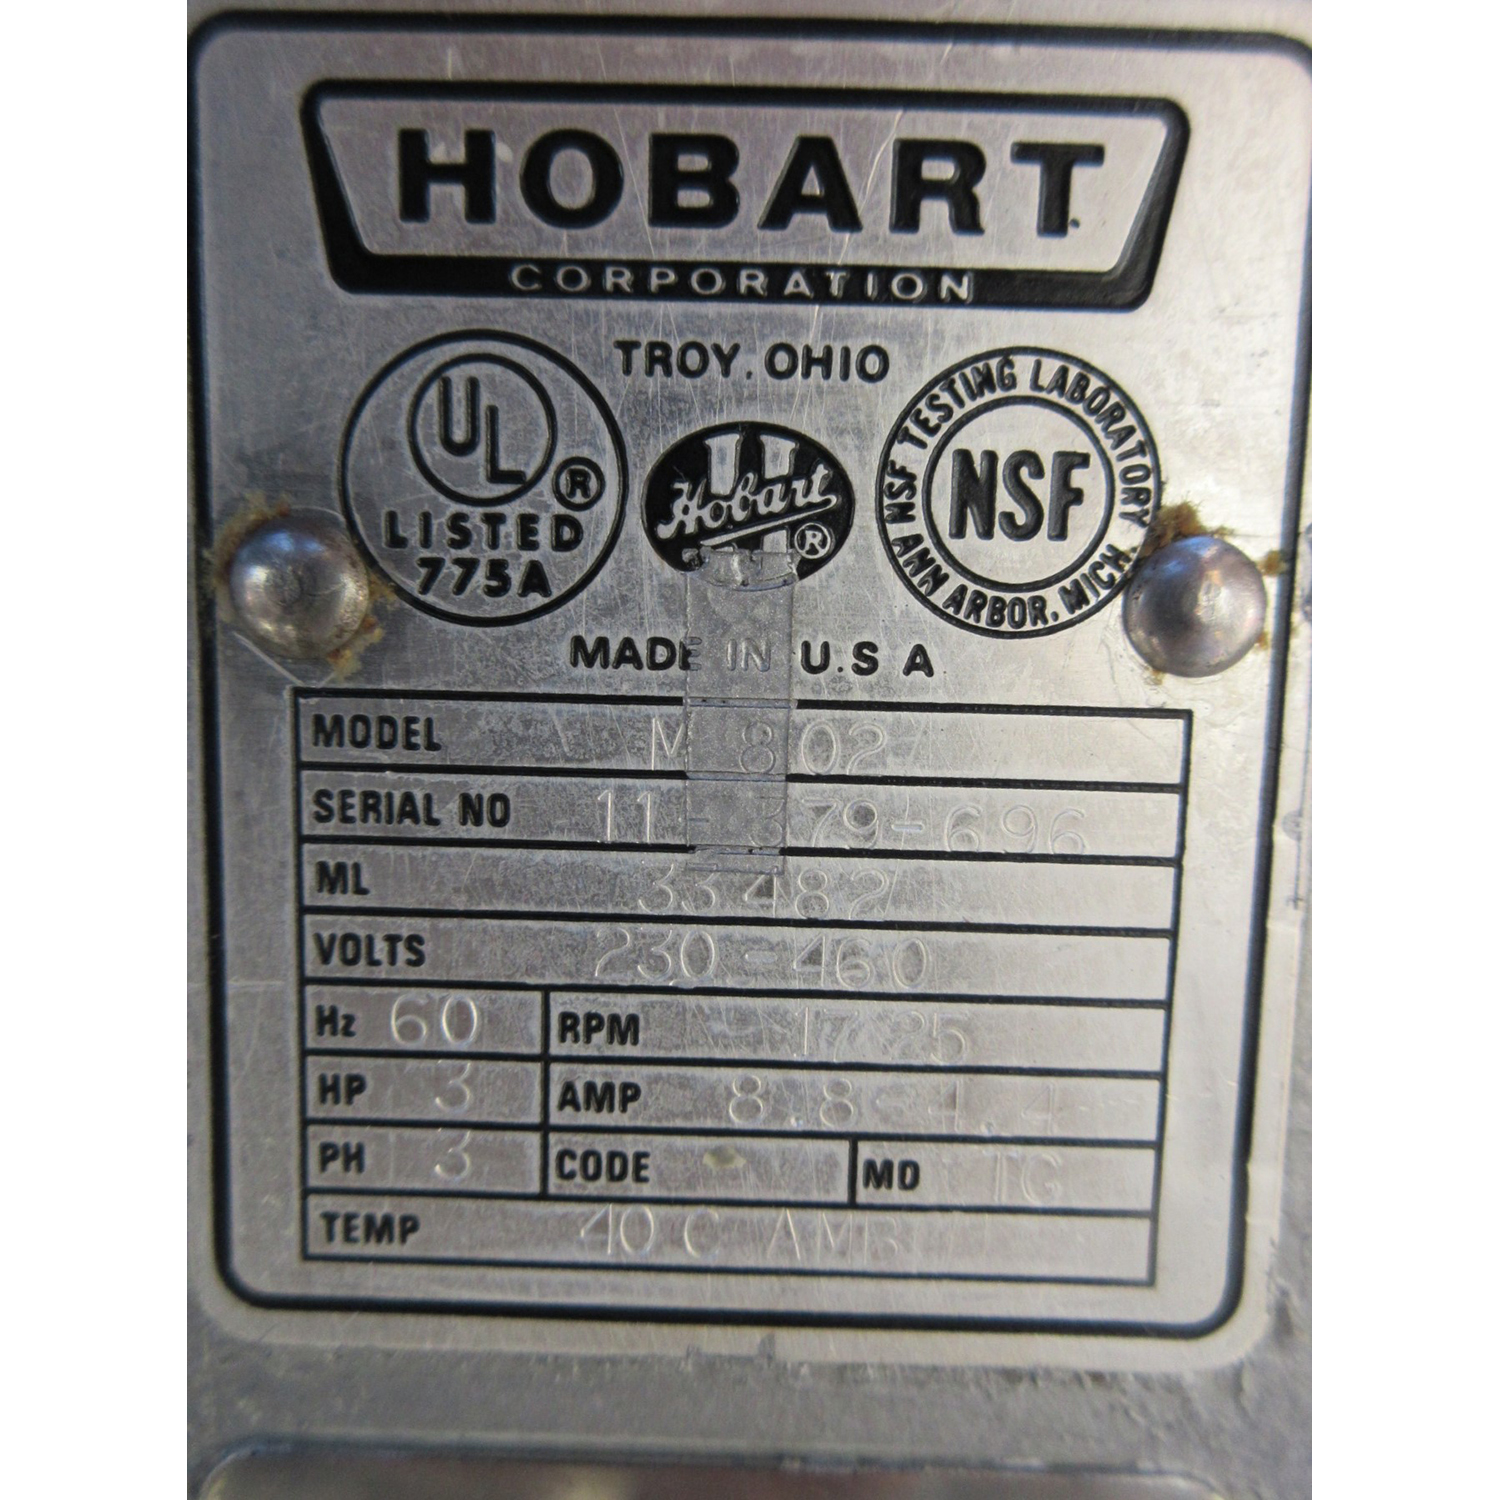 HOBART
CORPORATION
TROY, OHIO
UL ®
LISTED
775A
Hobart ®
NSF TESTING LABORATORY
NSF
ANN ARBOR, MICH.
MADE IN U.S A
MODEL M 802
SERIAL NO 11-379-696
ML 33482
VOLTS 230-460
Hz 60 RPM 1725
HP 3 AMP 8.8-4.4
PH 3 CODE MD TG
TEMP 40 C AMB